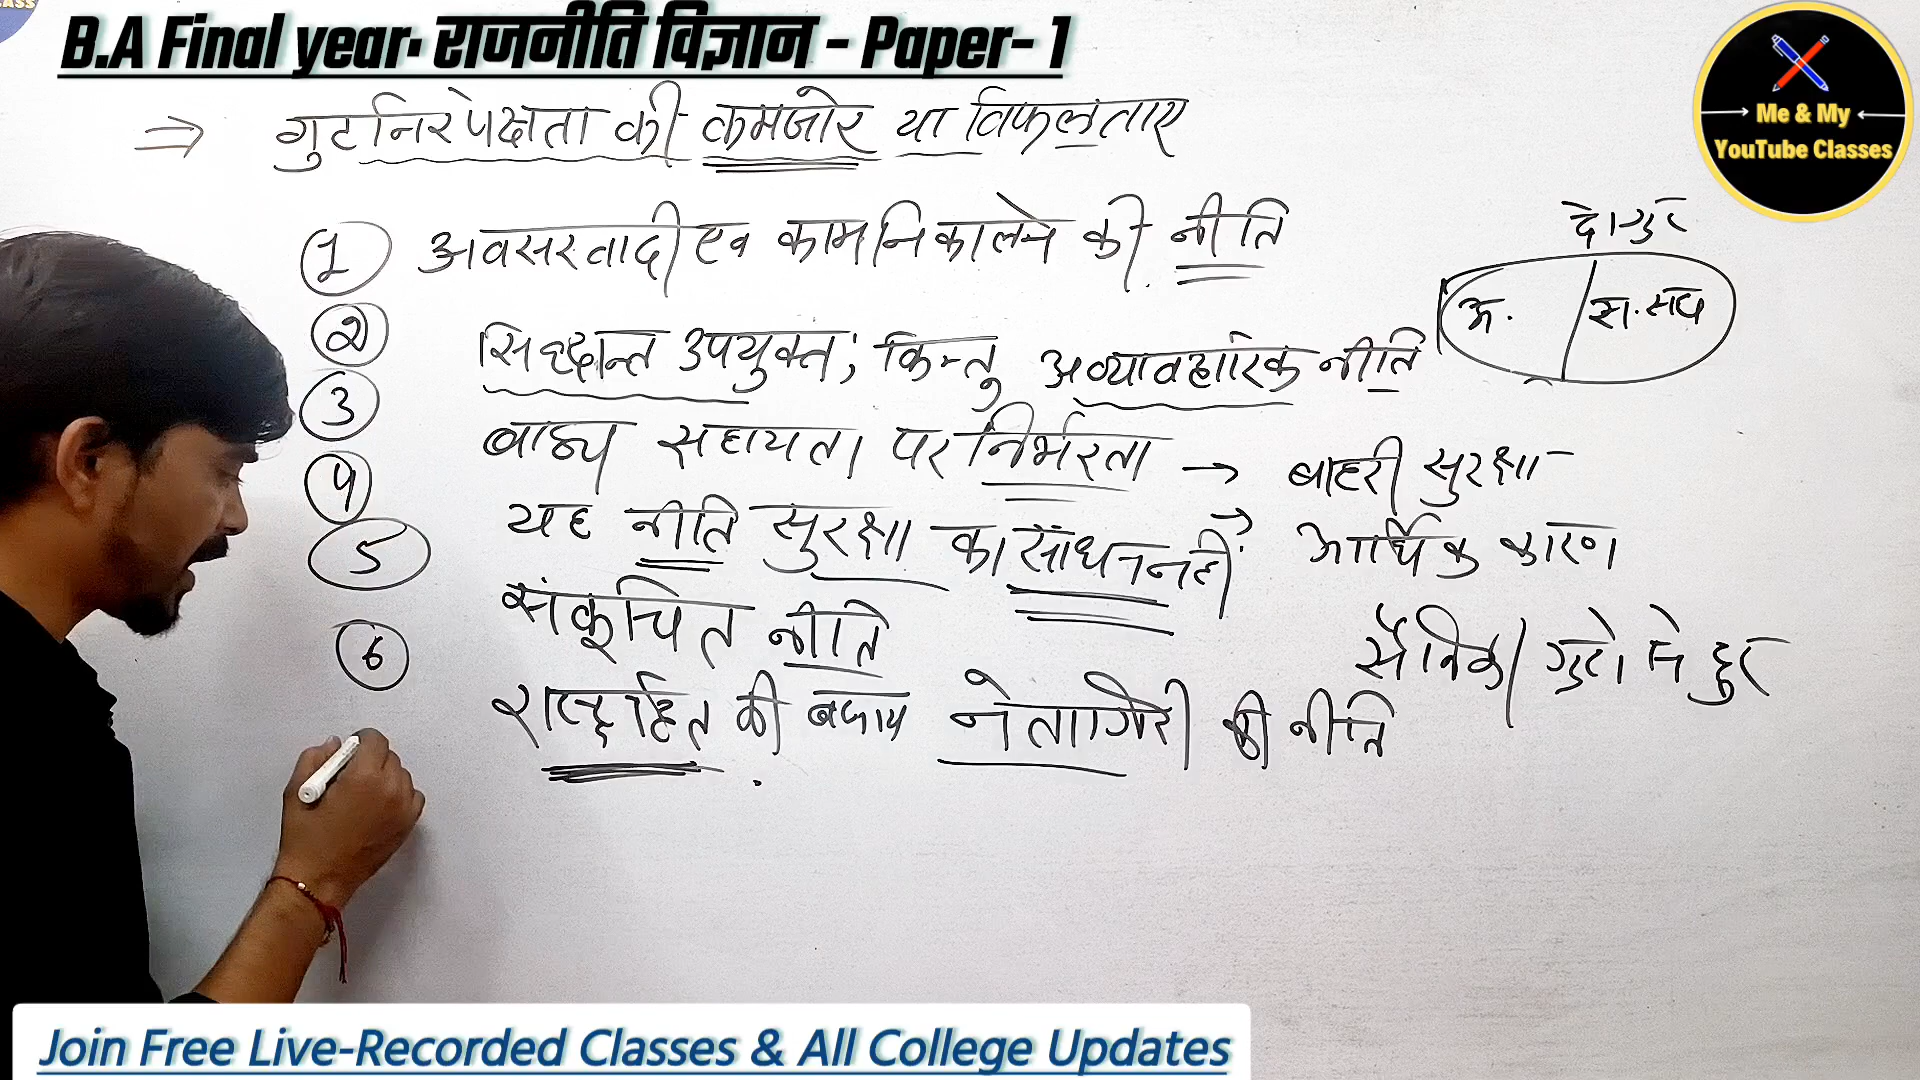 CLASS
B.A Final year. राजनीति विज्ञान - Paper- 1
→ Me & My ←
YouTube Classes
⇒ गुटनिरपेक्षता की कमजोर या विफलताए
① अवसरवादी एवं काम निकालने की नीति
② सिद्धान्त उपयुक्त; किन्तु अव्यावहारिक नीति
③ बाह्य सहायता पर निर्भरता → बाहरी सुरक्षा
④ यह नीति सुरक्षा का साधन नहीं → आर्थिक कारण
⑤ संकुचित नीति
सैनिक गुटो से दुर
⑥ राष्ट्रहित की बजाय नेतागिरी की नीति
दो गुट
अ. / सो. संघ
Join Free Live-Recorded Classes & All College Updates